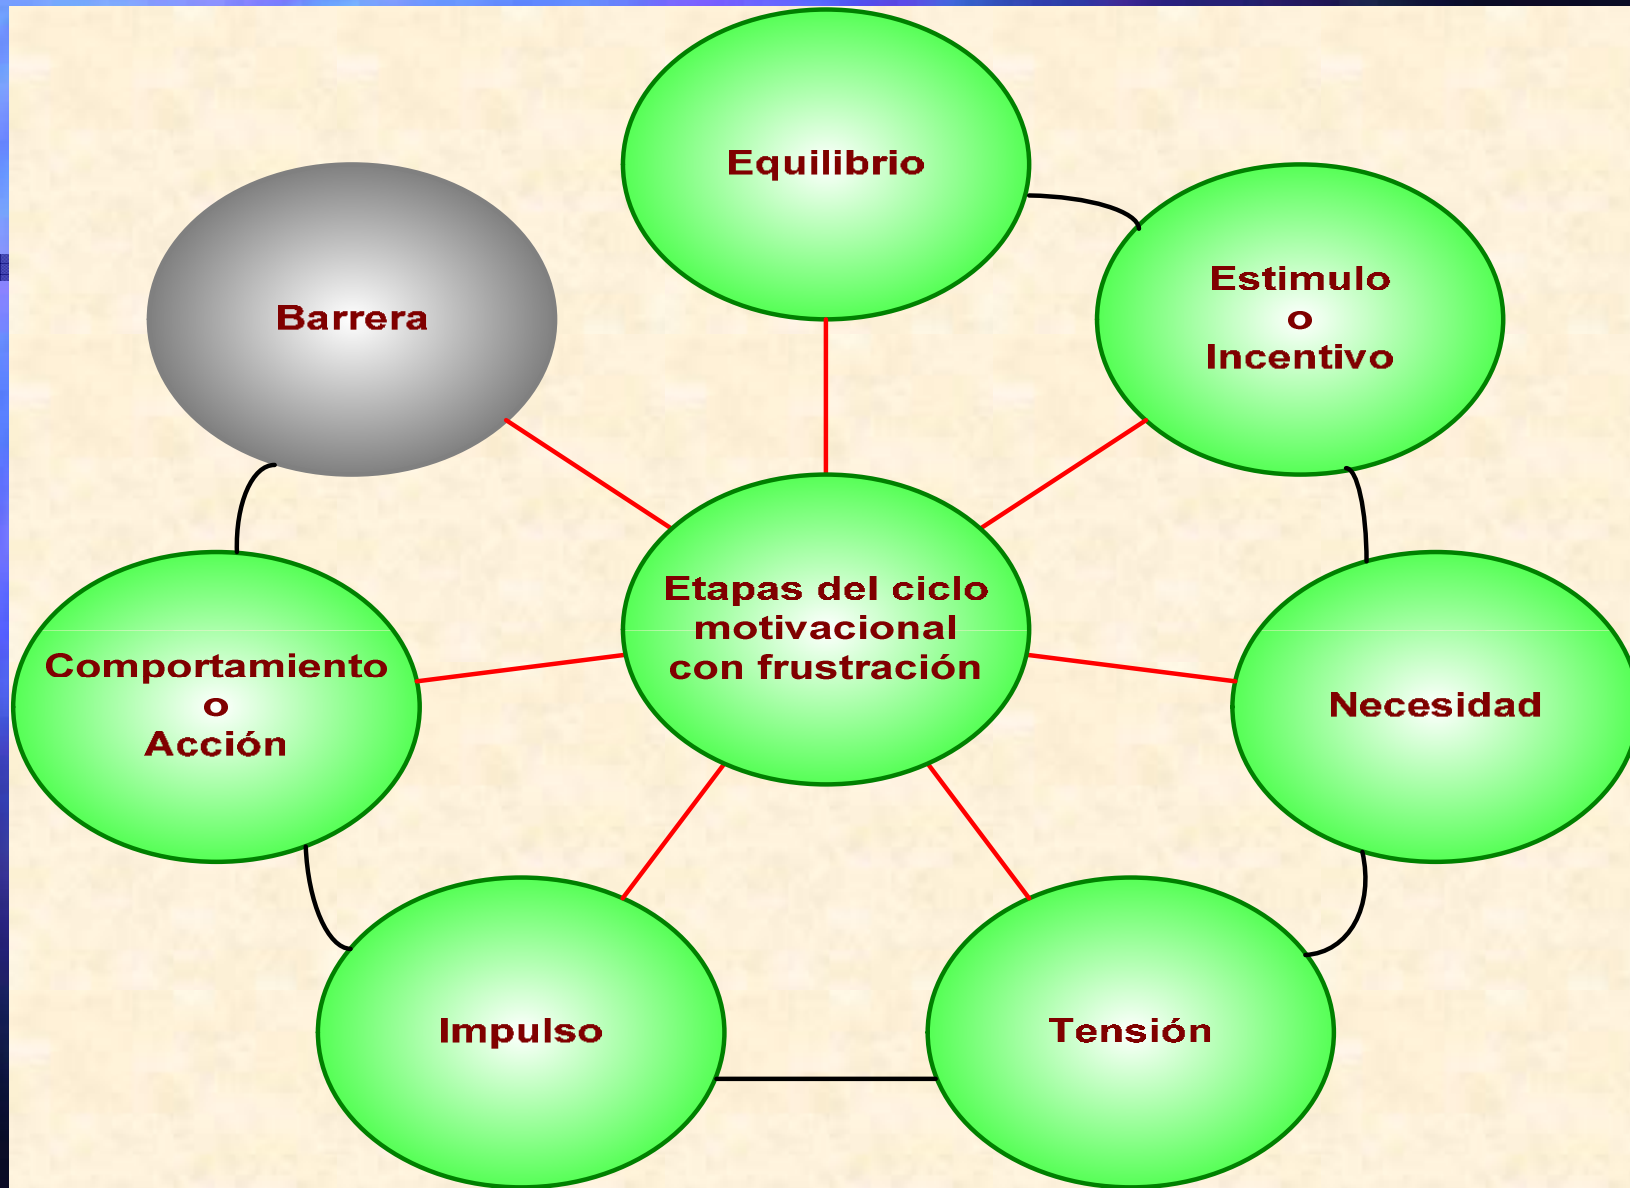 Equilibrio
Estimulo
o
Incentivo
Barrera
Etapas del ciclo
motivacional
con frustración
Comportamiento
o
Acción
Necesidad
Impulso
Tensión